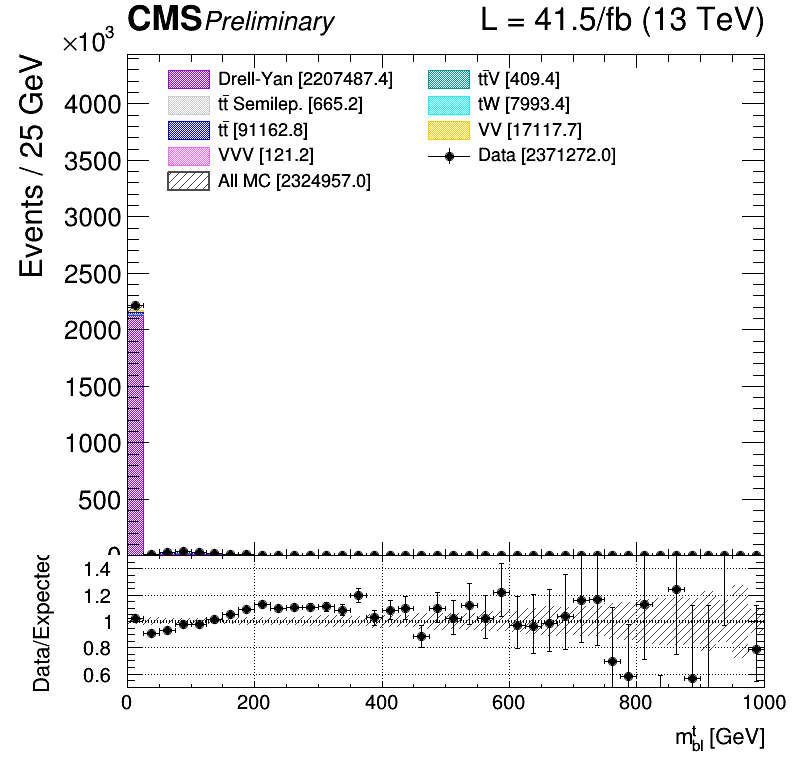 CMS Preliminary L = 41.5/fb (13 TeV)
×10³
Events / 25 GeV
Drell-Yan [2207487.4]
tt̄ Semilep. [665.2]
tt̄ [91162.8]
VVV [121.2]
All MC [2324957.0]
tt̄V [409.4]
tW [7993.4]
VV [17117.7]
Data [2371272.0]
4000
3500
3000
2500
2000
1500
1000
500
0
Data/Expected
1.4
1.2
1
0.8
0.6
0 200 400 600 800 1000
m^t_bl [GeV]